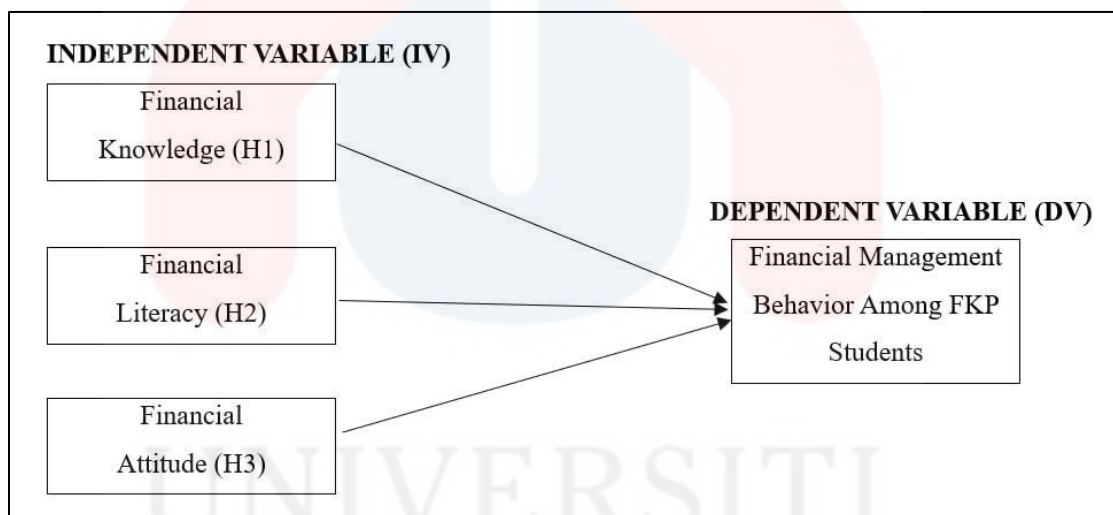 INDEPENDENT VARIABLE (IV)
Financial
Knowledge (H1)
Financial
Literacy (H2)
Financial
Attitude (H3)
DEPENDENT VARIABLE (DV)
Financial Management
Behavior Among FKP
Students
UNIVERSITI